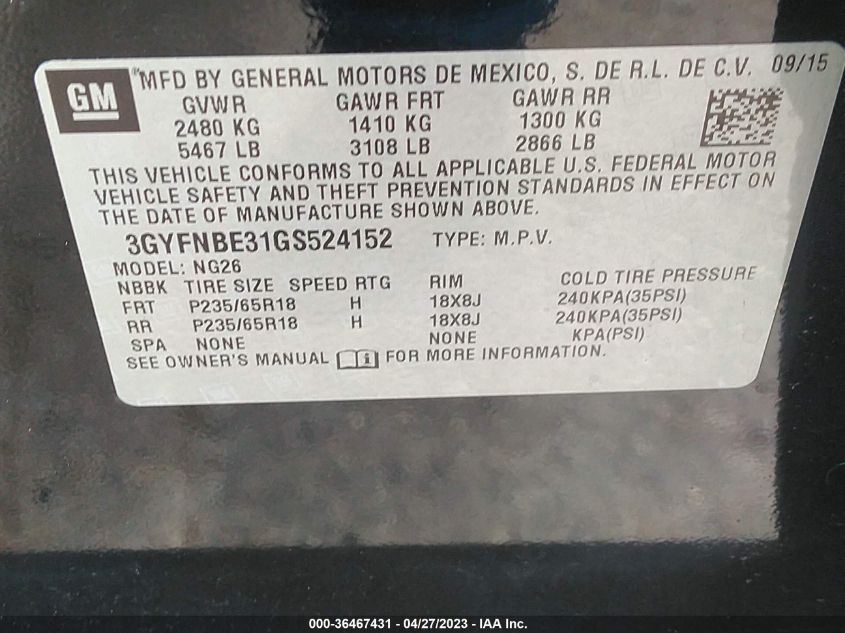 GM
MFD BY GENERAL MOTORS DE MEXICO, S. DE R.L. DE C.V. 09/15
GVWR GAWR FRT GAWR RR
2480 KG 1410 KG 1300 KG
5467 LB 3108 LB 2866 LB
THIS VEHICLE CONFORMS TO ALL APPLICABLE U.S. FEDERAL MOTOR
VEHICLE SAFETY AND THEFT PREVENTION STANDARDS IN EFFECT ON
THE DATE OF MANUFACTURE SHOWN ABOVE.
3GYFNBE31GS524152 TYPE: M.P.V.
MODEL: NG26
NBBK TIRE SIZE SPEED RTG RIM COLD TIRE PRESSURE
FRT P235/65R18 H 18X8J 240KPA(35PSI)
RR P235/65R18 H 18X8J 240KPA(35PSI)
SPA NONE NONE KPA(PSI)
SEE OWNER'S MANUAL FOR MORE INFORMATION.
000-36467431 - 04/27/2023 - IAA Inc.